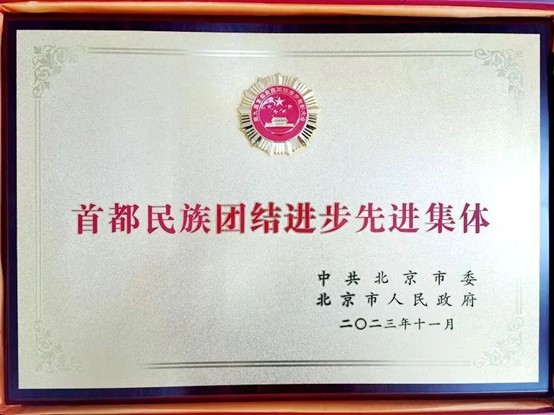 首都民族团结进步先进集体
中共北京市委
北京市人民政府
二〇二三年十一月